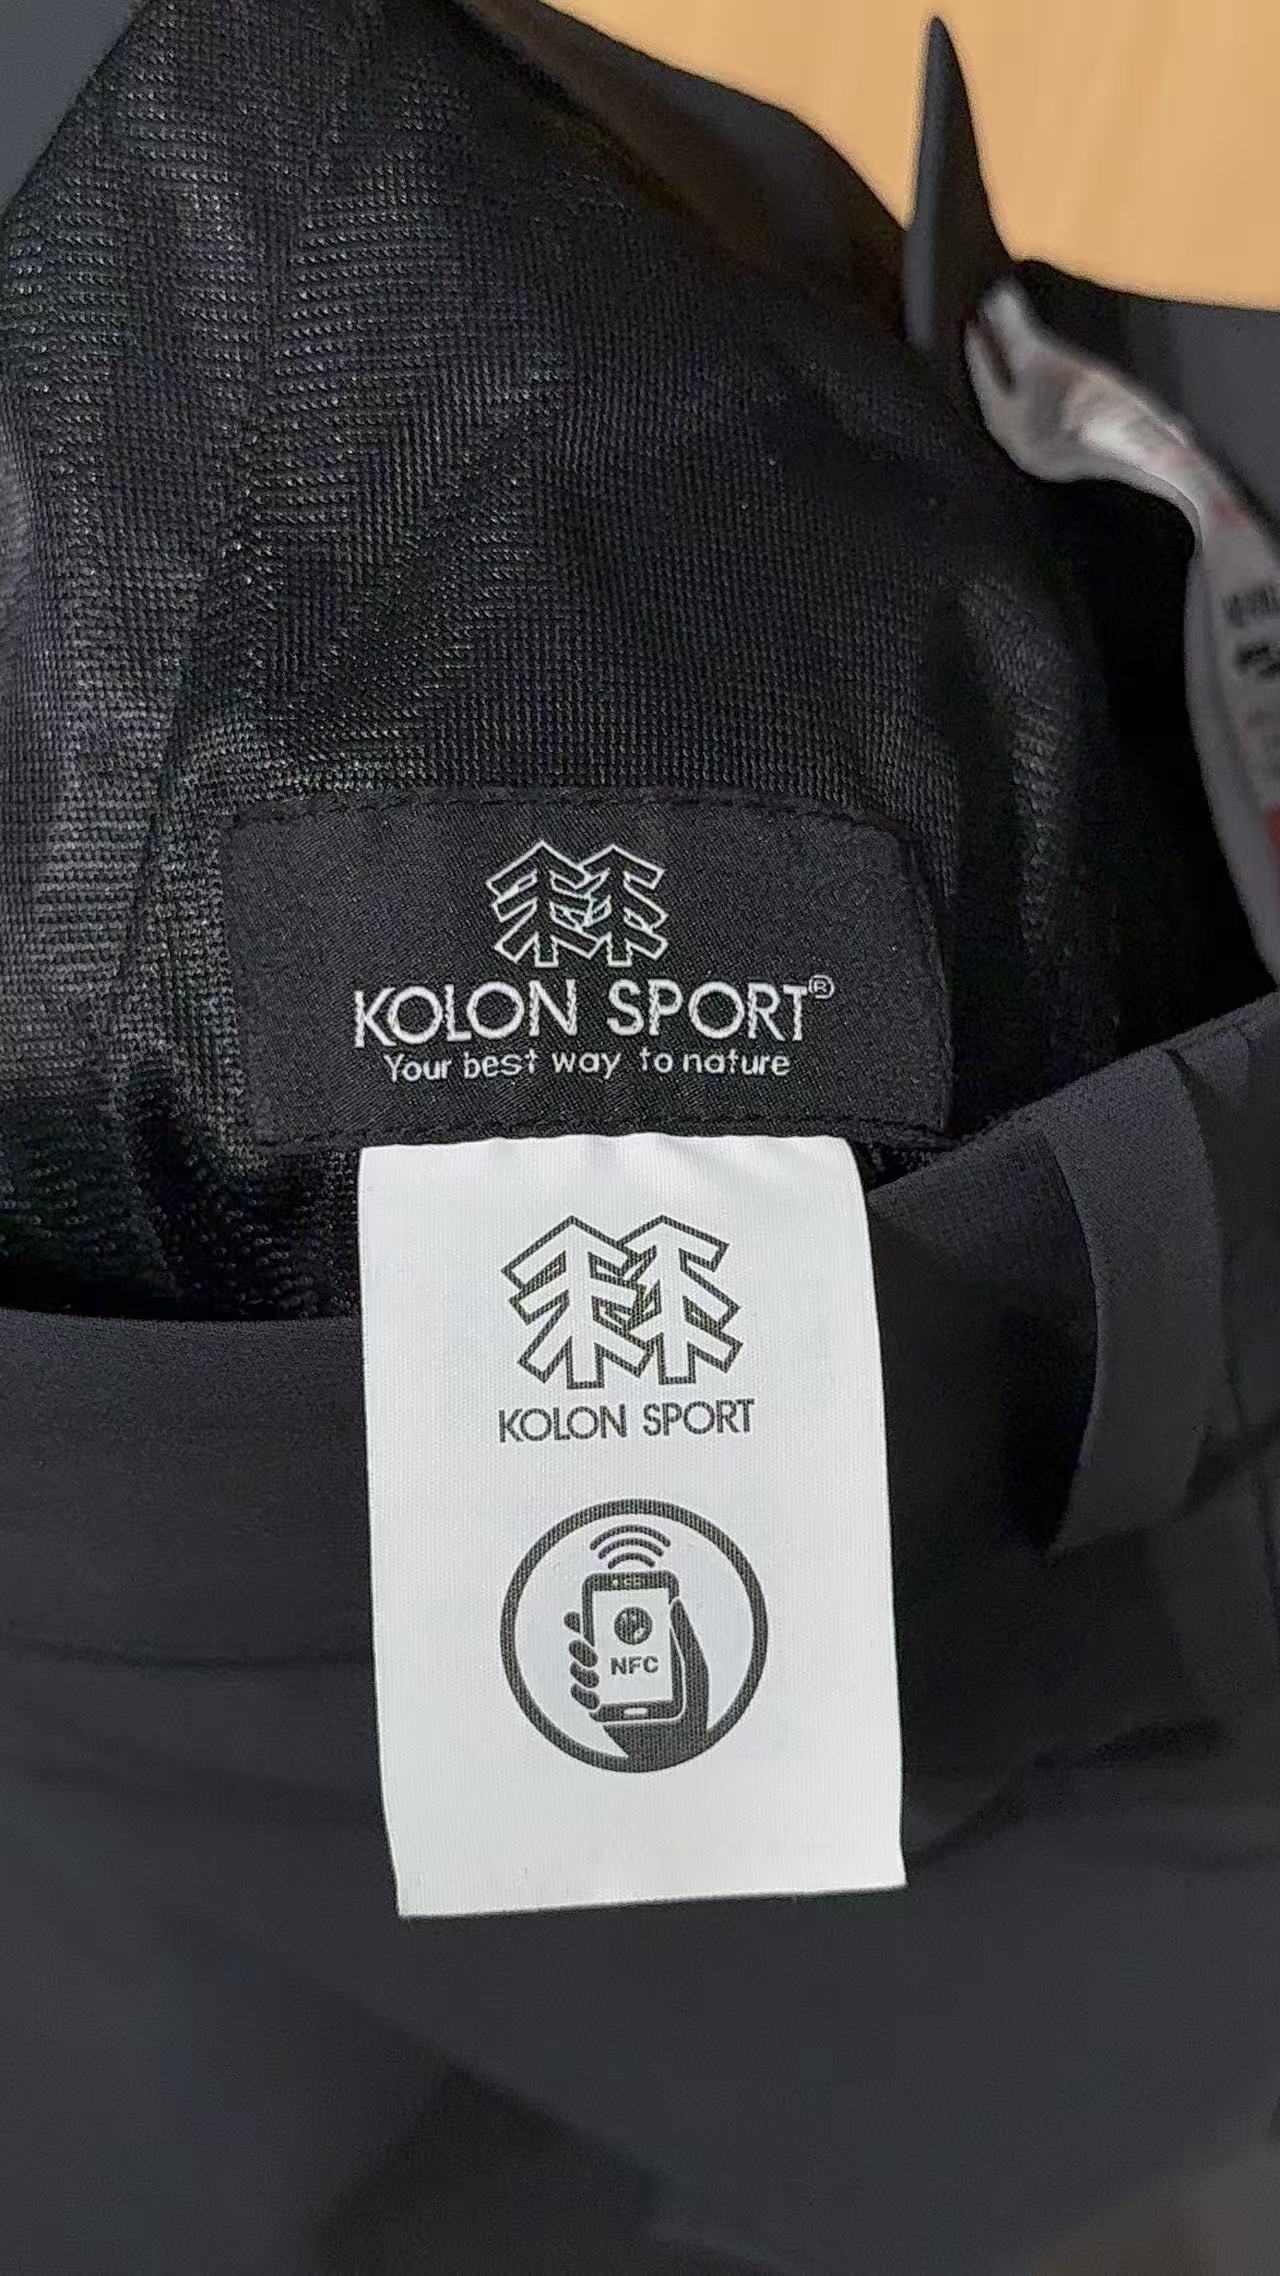 KOLON SPORT®
Your best way to nature
KOLON SPORT
NFC